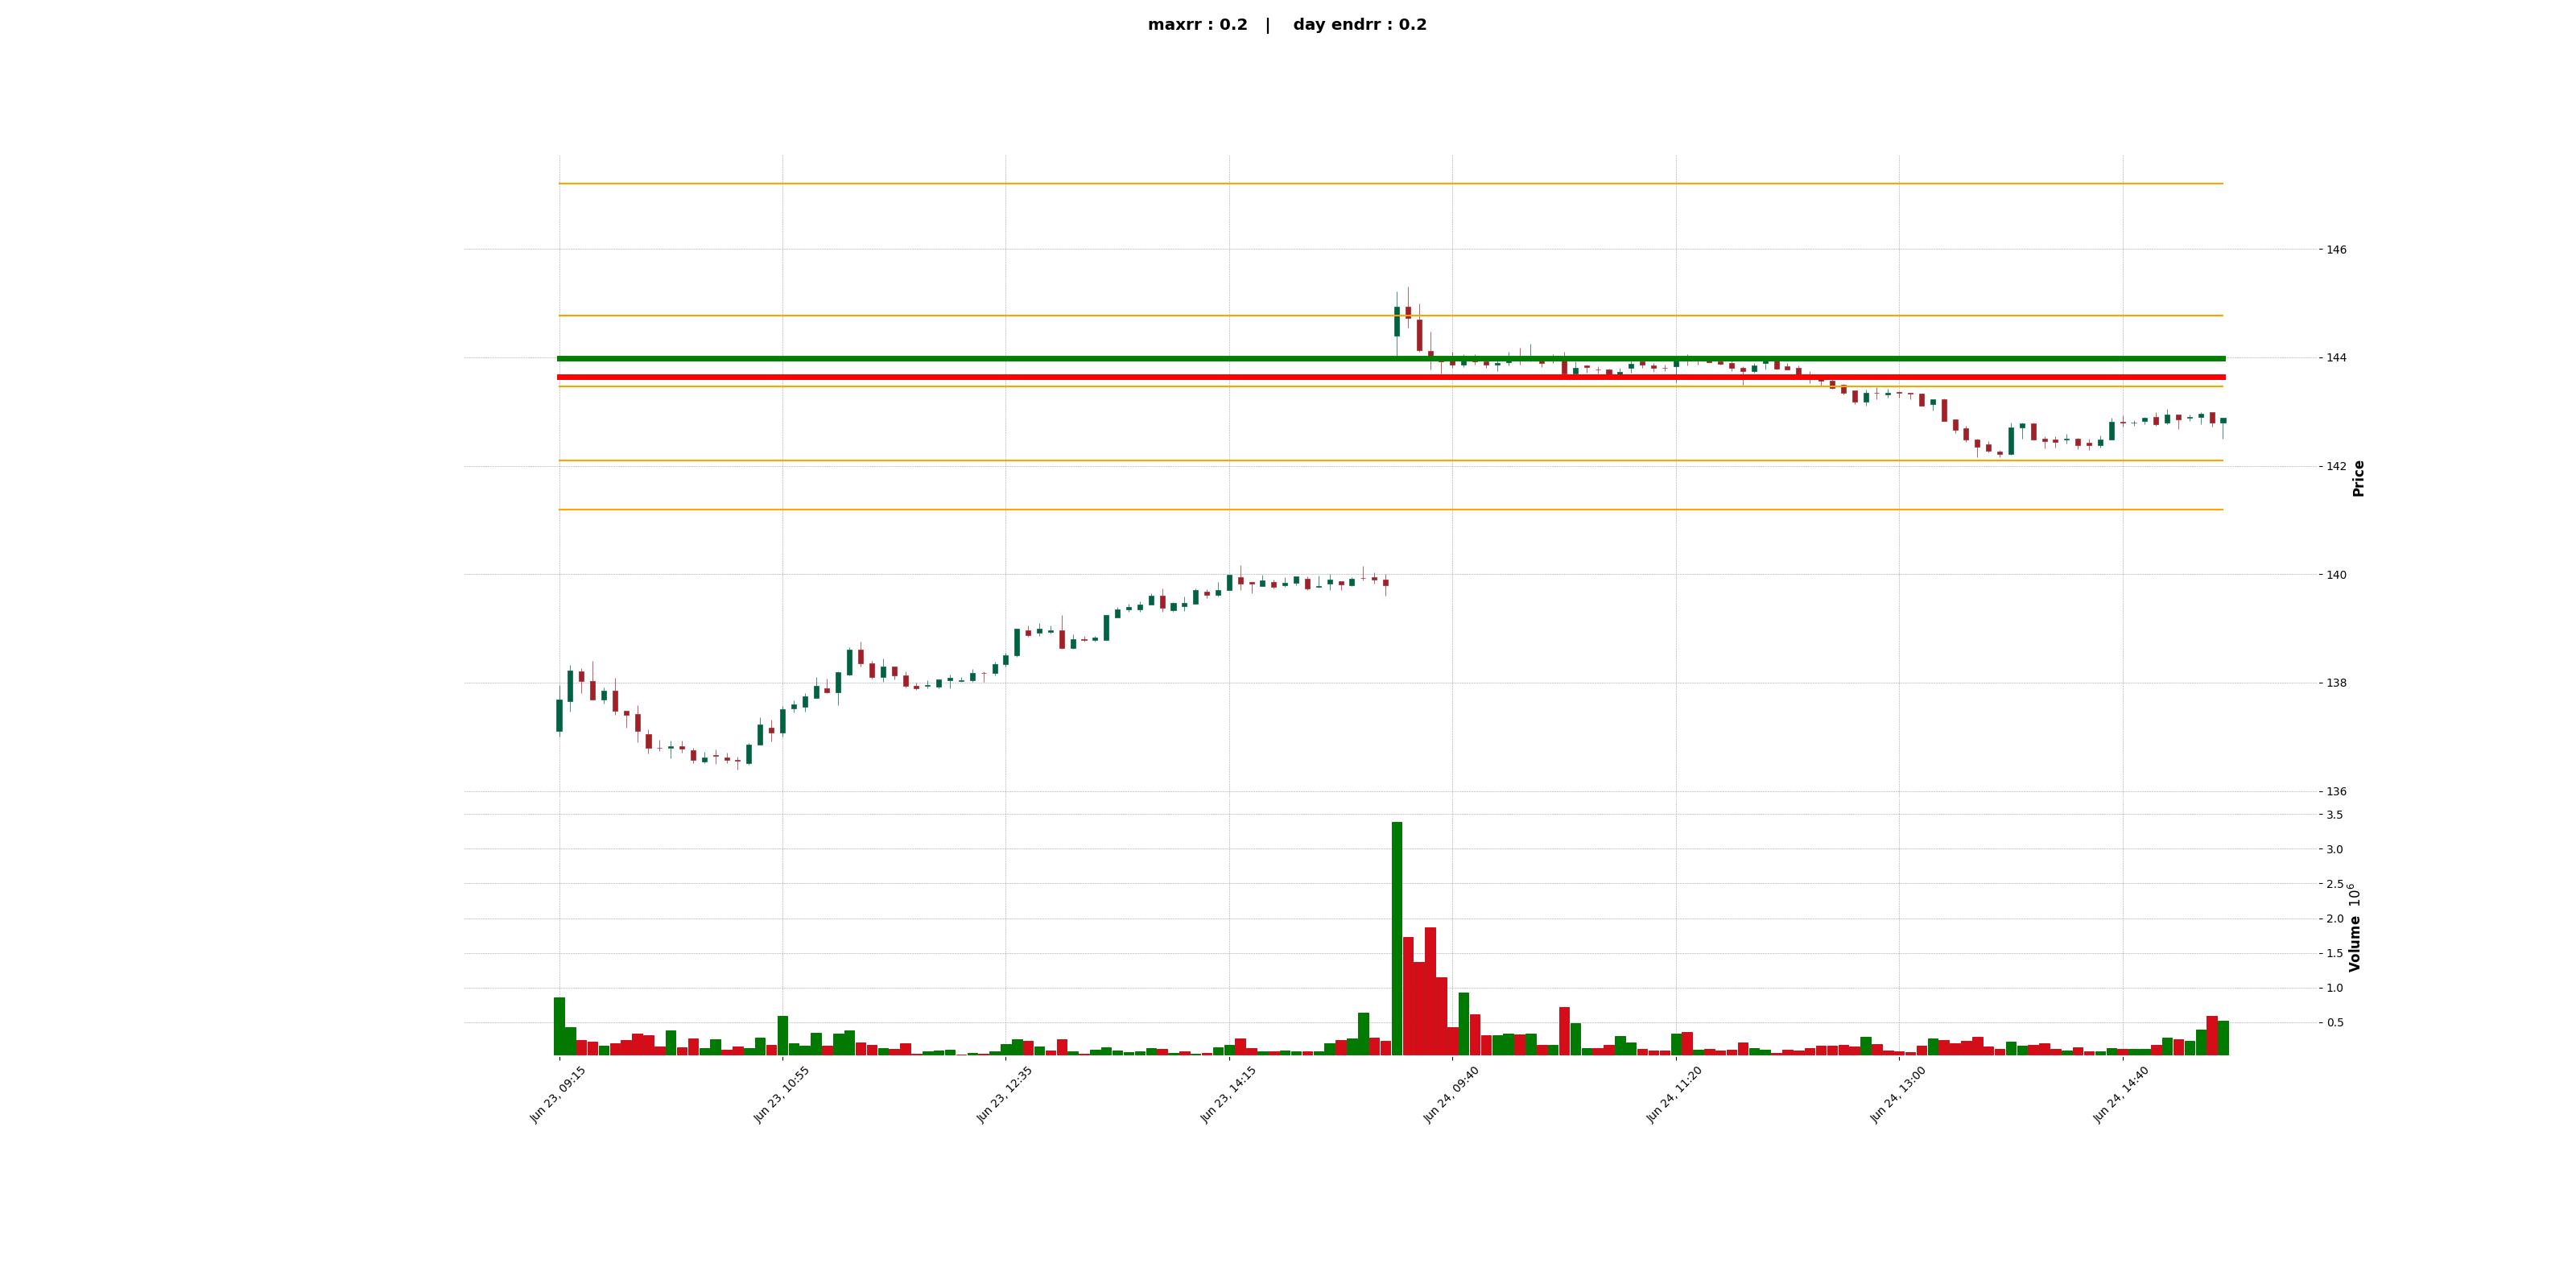 maxrr : 0.2   |    day endrr : 0.2
146
144
142
140
138
136
Price
3.5
3.0
2.5
2.0
1.5
1.0
0.5
Volume 10^6
Jun 23, 09:15
Jun 23, 10:55
Jun 23, 12:35
Jun 23, 14:15
Jun 24, 09:40
Jun 24, 11:20
Jun 24, 13:00
Jun 24, 14:40